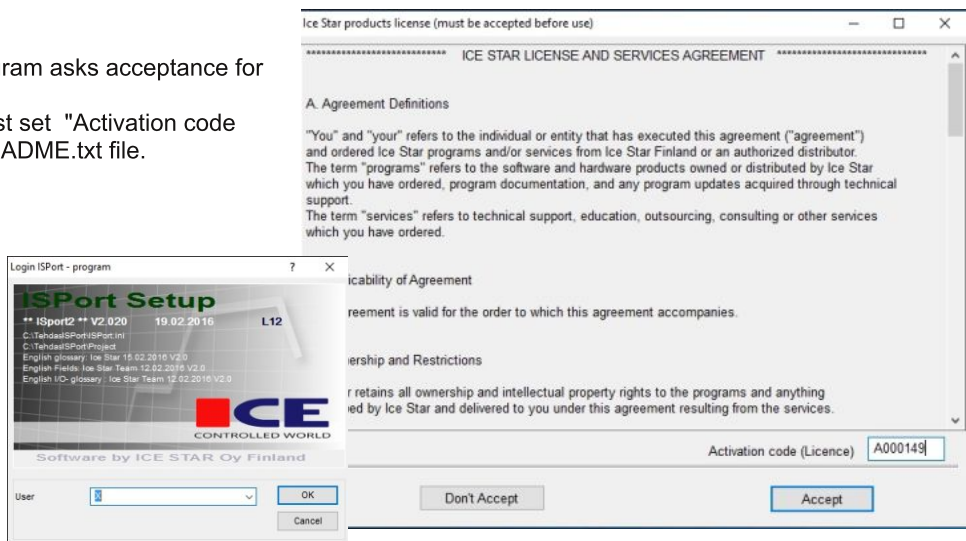 ram asks acceptance for
st set "Activation code
ADME.txt file.
Ice Star products license (must be accepted before use)
**************************** ICE STAR LICENSE AND SERVICES AGREEMENT ******************************
A. Agreement Definitions
"You" and "your" refers to the individual or entity that has executed this agreement ("agreement")
and ordered Ice Star programs and/or services from Ice Star Finland or an authorized distributor.
The term "programs" refers to the software and hardware products owned or distributed by Ice Star
which you have ordered, program documentation, and any program updates acquired through technical
support.
The term "services" refers to technical support, education, outsourcing, consulting or other services
which you have ordered.
icability of Agreement
reement is valid for the order to which this agreement accompanies.
ership and Restrictions
r retains all ownership and intellectual property rights to the programs and anything
ed by Ice Star and delivered to you under this agreement resulting from the services.
Activation code (Licence) A000149
Don't Accept Accept
Login ISPort - program ?
ISPort Setup
** ISport2 ** V2.020 19.02.2016 L12
C:\TehdasISPort\ISPort.Ini
C:\TehdasISPort\Project
English glossary: Ice Star 15.02.2016 V2.0
English Fields: Ice Star Team 12.02.2016 V2.0
English I/O- glossary : Ice Star Team 12.02.2016 V2.0
ICE
CONTROLLED WORLD
Software by ICE STAR Oy Finland
User X OK
Cancel